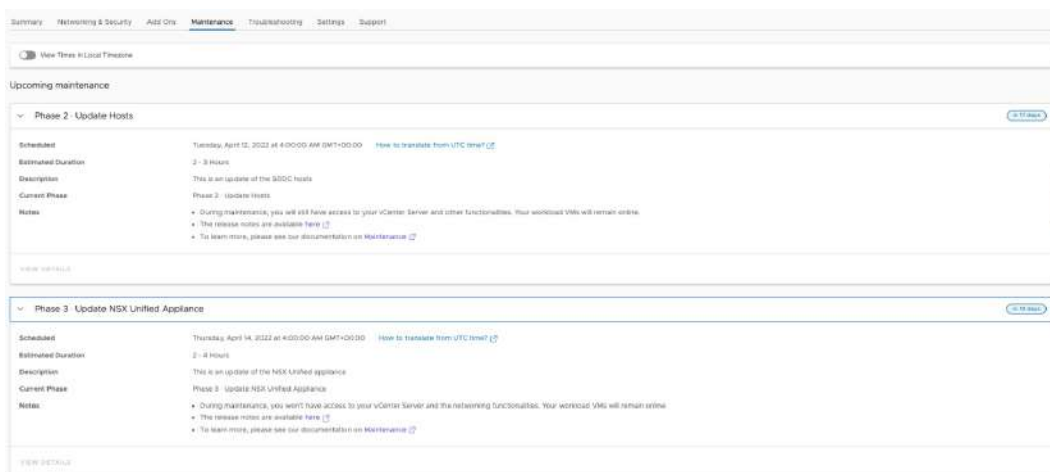 Summary Networking & Security Add Ons Maintenance Troubleshooting Settings Support
View Times in Local Timezone
Upcoming maintenance
Phase 2 - Update Hosts
Scheduled Tuesday, April 12, 2022 at 4:00:00 AM GMT+00:00 How to translate from UTC time?
Estimated Duration 2 - 3 Hours
Description This is an update of the SDDC hosts
Current Phase Phase 2 - Update Hosts
Notes • During maintenance, you will still have access to your vCenter Server and other functionalities. Your workload VMs will remain online.
• The release notes are available here
• To learn more, please see our documentation on Maintenance
VIEW DETAILS
Phase 3 - Update NSX Unified Appliance
Scheduled Thursday, April 14, 2022 at 4:00:00 AM GMT+00:00 How to translate from UTC time?
Estimated Duration 2 - 4 Hours
Description This is an update of the NSX Unified appliance
Current Phase Phase 3 - Update NSX Unified Appliance
Notes • During maintenance, you won't have access to your vCenter Server and the networking functionalities. Your workload VMs will remain online.
• The release notes are available here
• To learn more, please see our documentation on Maintenance
VIEW DETAILS